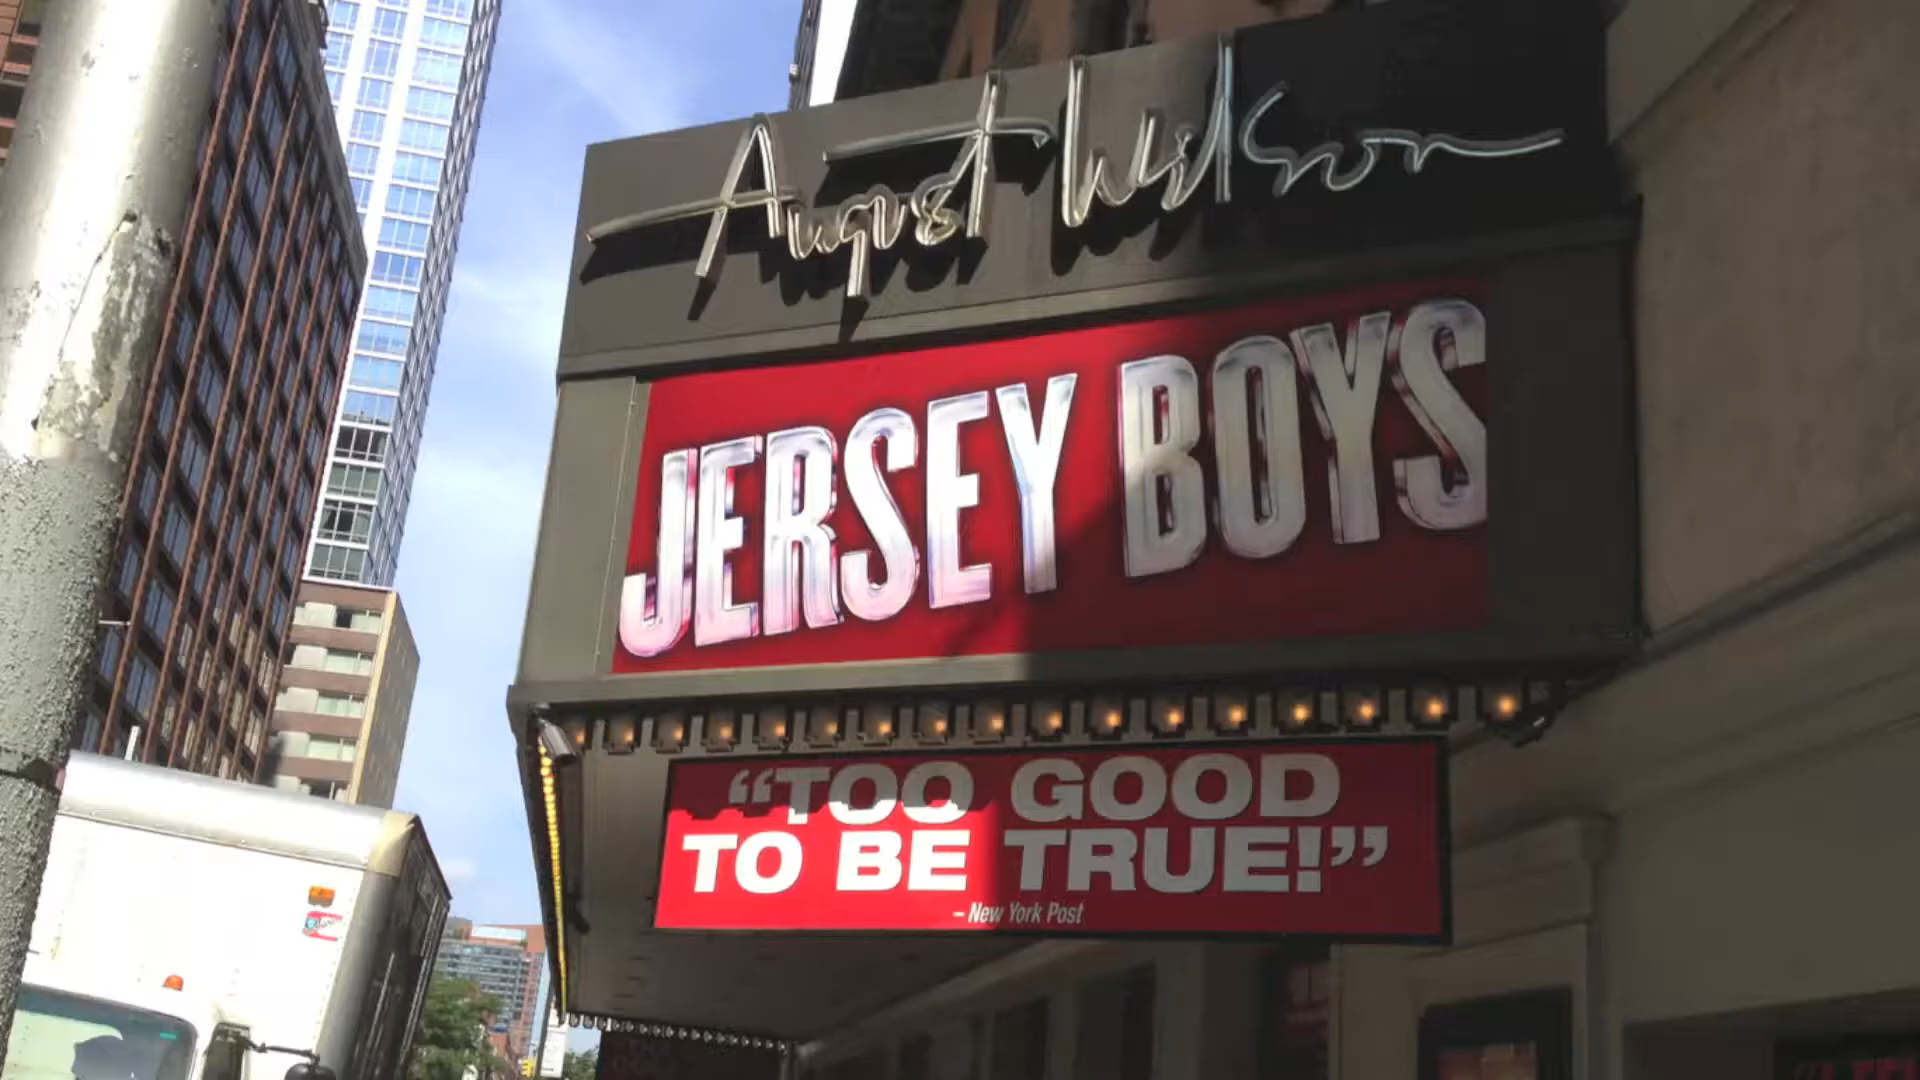 August Wilson
JERSEY BOYS
“TOO GOOD
TO BE TRUE!”
– New York Post